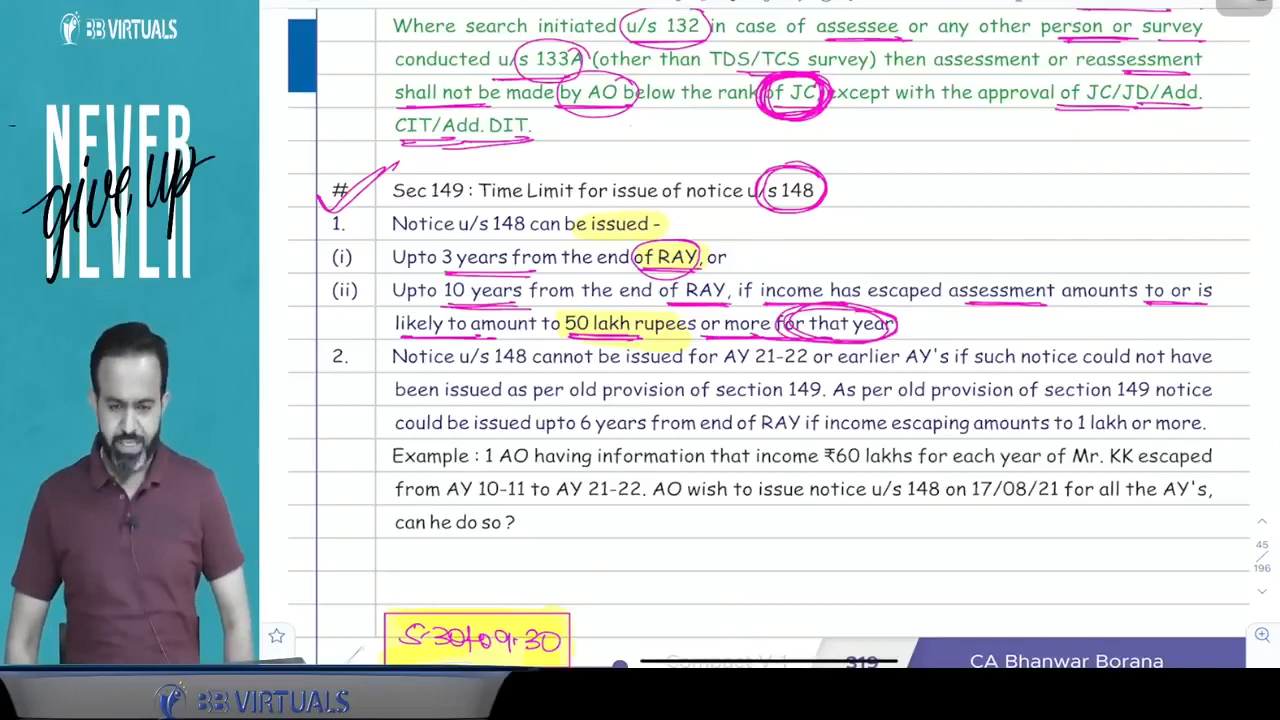 BB VIRTUALS
NEVER
give up
NEVER
Where search initiated u/s 132 in case of assessee or any other person or survey
conducted u/s 133A (other than TDS/TCS survey) then assessment or reassessment
shall not be made by AO below the rank of JC except with the approval of JC/JD/Add.
CIT/Add. DIT.
# Sec 149 : Time Limit for issue of notice u/s 148
1. Notice u/s 148 can be issued -
(i) Upto 3 years from the end of RAY, or
(ii) Upto 10 years from the end of RAY, if income has escaped assessment amounts to or is
likely to amount to 50 lakh rupees or more for that year
2. Notice u/s 148 cannot be issued for AY 21-22 or earlier AY's if such notice could not have
been issued as per old provision of section 149. As per old provision of section 149 notice
could be issued upto 6 years from end of RAY if income escaping amounts to 1 lakh or more.
Example : 1 AO having information that income ₹60 lakhs for each year of Mr. KK escaped
from AY 10-11 to AY 21-22. AO wish to issue notice u/s 148 on 17/08/21 for all the AY's,
can he do so ?
45
196
Compact V-1 319 CA Bhanwar Borana
BB VIRTUALS